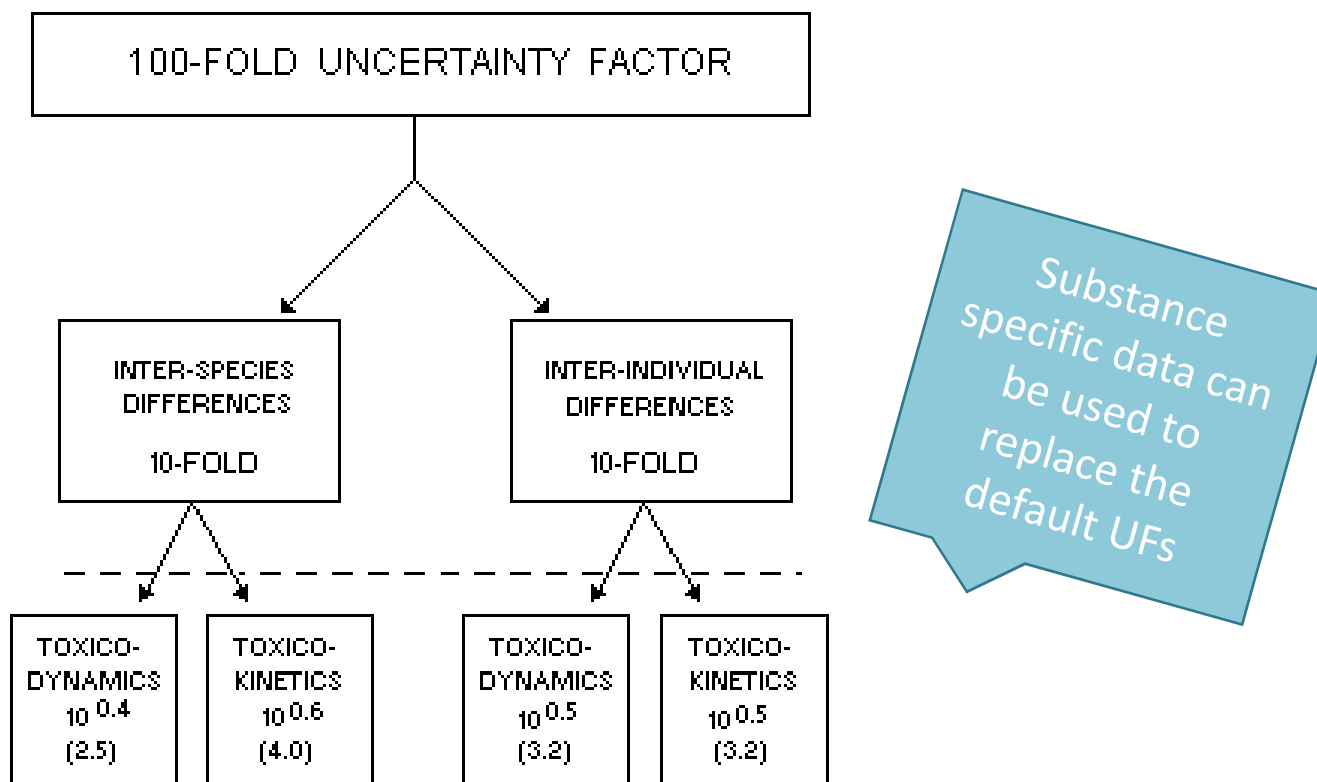 100-FOLD UNCERTAINTY FACTOR
INTER-SPECIES
DIFFERENCES
10-FOLD
INTER-INDIVIDUAL
DIFFERENCES
10-FOLD
TOXICO-
DYNAMICS
10^0.4
(2.5)
TOXICO-
KINETICS
10^0.6
(4.0)
TOXICO-
DYNAMICS
10^0.5
(3.2)
TOXICO-
KINETICS
10^0.5
(3.2)
Substance
specific data can
be used to
replace the
default UFs